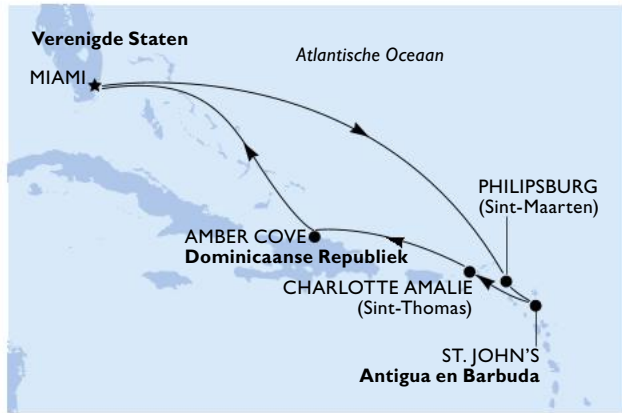 Verenigde Staten
MIAMI
Atlantische Oceaan
PHILIPSBURG
(Sint-Maarten)
AMBER COVE
Dominicaanse Republiek
CHARLOTTE AMALIE
(Sint-Thomas)
ST. JOHN'S
Antigua en Barbuda